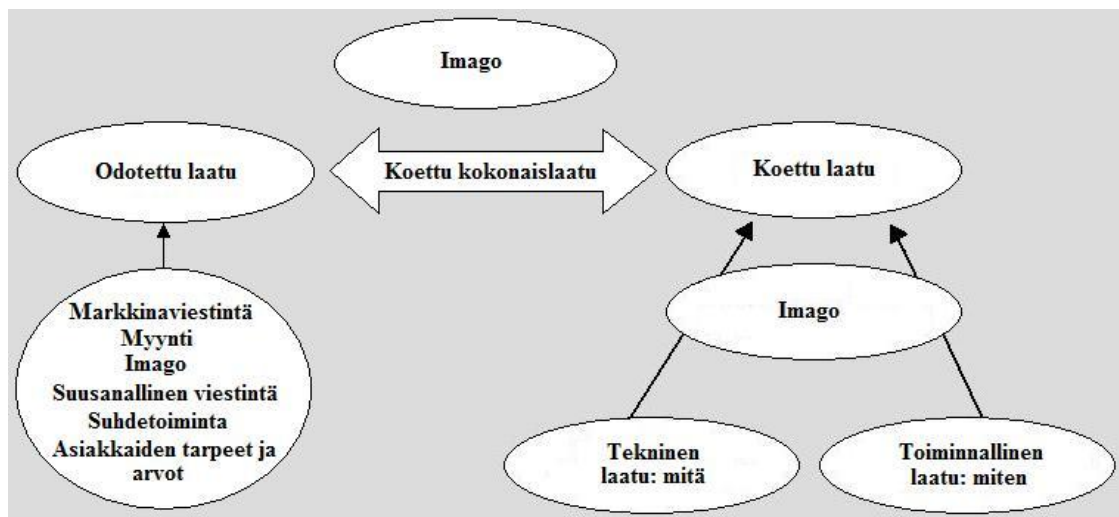 Imago
Odotettu laatu
Koettu kokonaislaatu
Koettu laatu
Markkinaviestintä
Myynti
Imago
Suusanallinen viestintä
Suhdetoiminta
Asiakkaiden tarpeet ja
arvot
Imago
Tekninen
laatu: mitä
Toiminnallinen
laatu: miten